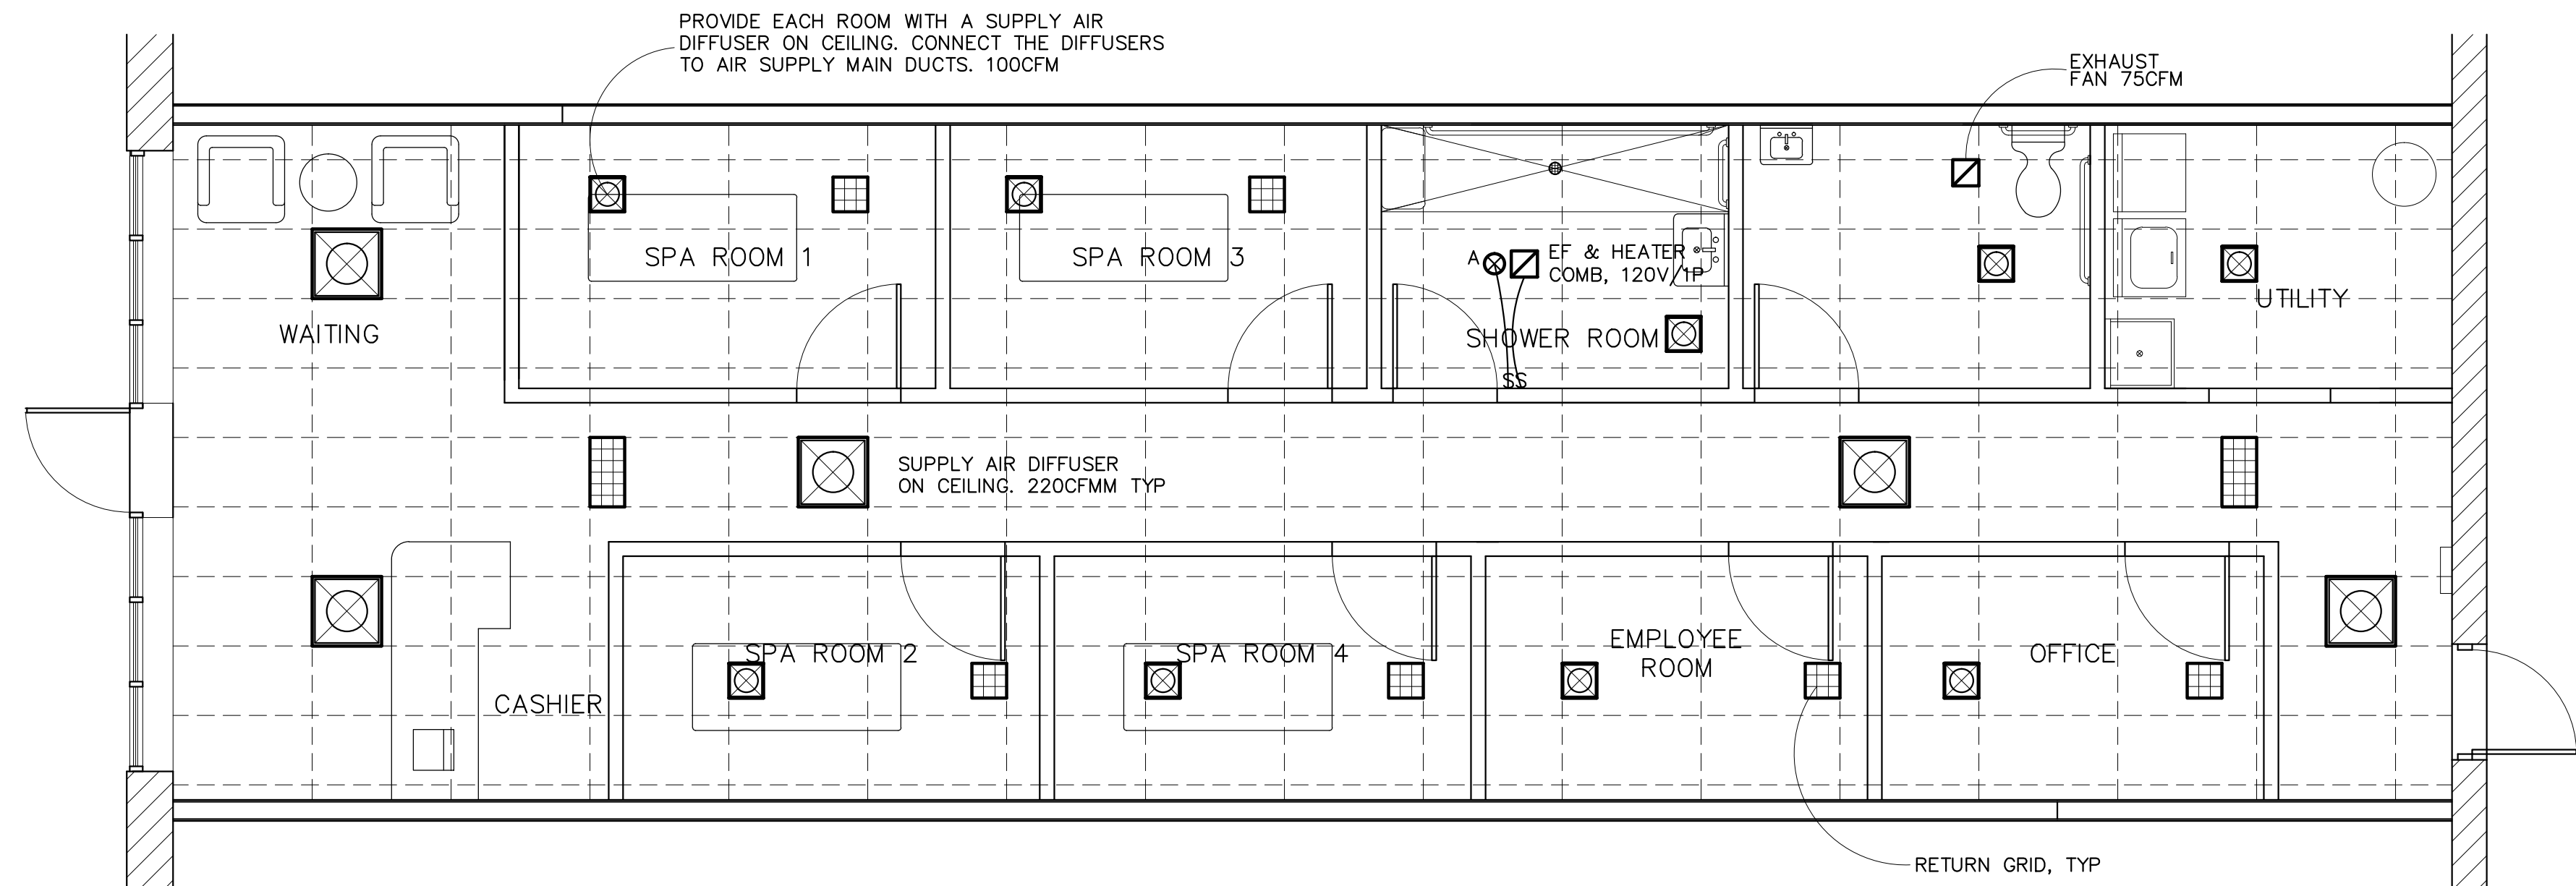 PROVIDE EACH ROOM WITH A SUPPLY AIR
DIFFUSER ON CEILING. CONNECT THE DIFFUSERS
TO AIR SUPPLY MAIN DUCTS. 100CFM
EXHAUST
FAN 75CFM
SPA ROOM 1
SPA ROOM 3
A
EF & HEATER
COMB, 120V/1P
UTILITY
WAITING
SHOWER ROOM
SS
SUPPLY AIR DIFFUSER
ON CEILING. 220CFMM TYP
SPA ROOM 2
SPA ROOM 4
EMPLOYEE
ROOM
OFFICE
CASHIER
RETURN GRID, TYP